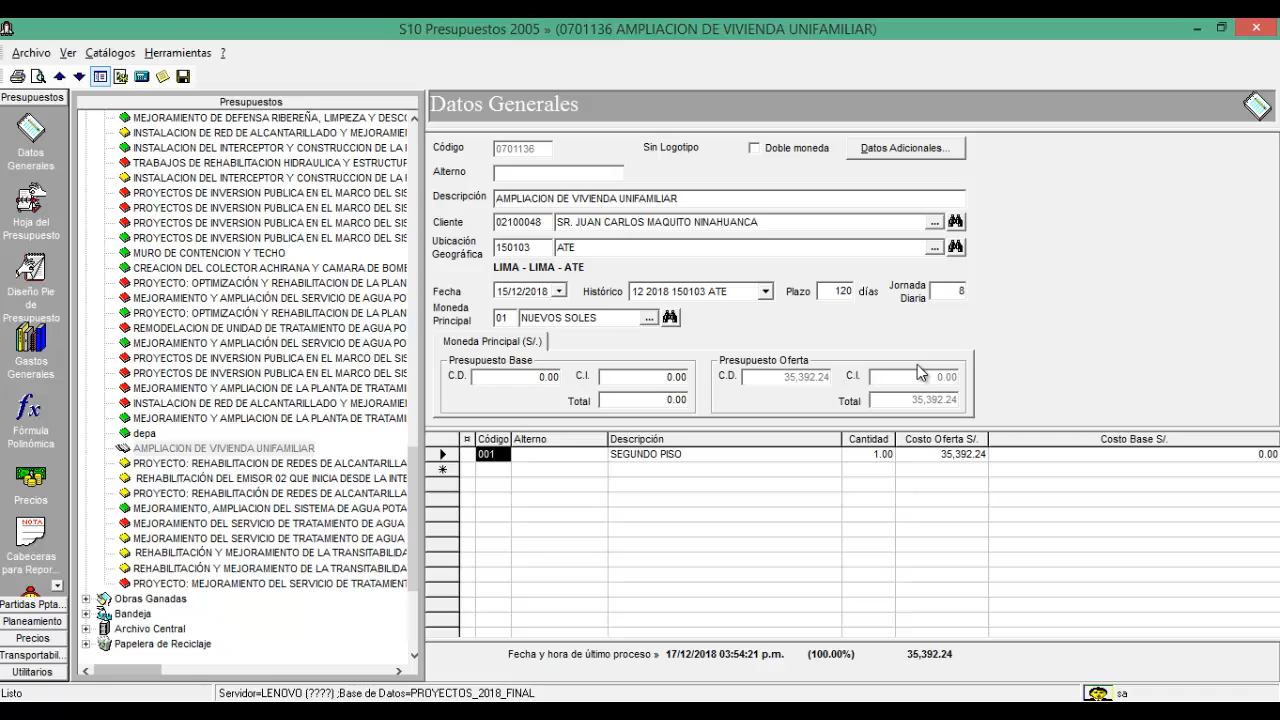 S10 Presupuestos 2005 » (0701136 AMPLIACION DE VIVIENDA UNIFAMILIAR)
Archivo Ver Catálogos Herramientas ?
Presupuestos
Datos
Generales
Hoja del
Presupuesto
Diseño Pie
de
Presupuesto
Gastos
Generales
Fórmula
Polinómica
Precios
NOTA
Cabeceras
para Repor...
Partidas Ppta...
Planeamiento
Precios
Transportabil...
Utilitarios
Presupuestos
MEJORAMIENTO DE DEFENSA RIBEREÑA, LIMPIEZA Y DESC
INSTALACION DE RED DE ALCANTARILLADO Y MEJORAMIE
INSTALACION DEL INTERCEPTOR Y CONSTRUCCION DE LA
TRABAJOS DE REHABILITACION HIDRAULICA Y ESTRUCTUR
INSTALACION DEL INTERCEPTOR Y CONSTRUCCION DE LA
PROYECTOS DE INVERSION PUBLICA EN EL MARCO DEL SIS
PROYECTOS DE INVERSION PUBLICA EN EL MARCO DEL SIS
PROYECTOS DE INVERSION PUBLICA EN EL MARCO DEL SIS
PROYECTOS DE INVERSION PUBLICA EN EL MARCO DEL SIS
MURO DE CONTENCION Y TECHO
CREACION DEL COLECTOR ACHIRANA Y CAMARA DE BOMB
PROYECTO: OPTIMIZACIÓN Y REHABILITACION DE LA PLAN
MEJORAMIENTO Y AMPLIACIÓN DEL SERVICIO DE AGUA POT
PROYECTO: OPTIMIZACIÓN Y REHABILITACION DE LA PLAN
REMODELACION DE UNIDAD DE TRATAMIENTO DE AGUA PO
MEJORAMIENTO Y AMPLIACIÓN DEL SERVICIO DE AGUA POT
PROYECTOS DE INVERSION PUBLICA EN EL MARCO DEL SIS
PROYECTOS DE INVERSION PUBLICA EN EL MARCO DEL SIS
MEJORAMIENTO Y AMPLIACION DE LA PLANTA DE TRATAMI
INSTALACION DE RED DE ALCANTARILLADO Y MEJORAMIE
MEJORAMIENTO Y AMPLIACION DE LA PLANTA DE TRATAMI
depa
AMPLIACION DE VIVIENDA UNIFAMILIAR
PROYECTO: REHABILITACION DE REDES DE ALCANTARILLA
REHABILITACIÓN DEL EMISOR 02 QUE INICIA DESDE LA INTE
PROYECTO: REHABILITACIÓN DE REDES DE ALCANTARILLA
MEJORAMIENTO, AMPLIACION DEL SISTEMA DE AGUA POTA
MEJORAMIENTO DEL SERVICIO DE TRATAMIENTO DE AGUA
MEJORAMIENTO DEL SERVICIO DE TRATAMIENTO DE AGUA
REHABILITACIÓN Y MEJORAMIENTO DE LA TRANSITABILIDA
REHABILITACIÓN Y MEJORAMIENTO DE LA TRANSITABILIDA
PROYECTO: MEJORAMIENTO DEL SERVICIO DE TRATAMIENT
Obras Ganadas
Bandeja
Archivo Central
Papelera de Reciclaje
Datos Generales
Código 0701136 Sin Logotipo Doble moneda Datos Adicionales...
Alterno
Descripción AMPLIACION DE VIVIENDA UNIFAMILIAR
Cliente 02100048 SR. JUAN CARLOS MAQUITO NINAHUANCA ...
Ubicación
Geográfica 150103 ATE ...
LIMA - LIMA - ATE
Fecha 15/12/2018 Histórico 12 2018 150103 ATE Plazo 120 días Jornada Diaria 8
Moneda
Principal 01 NUEVOS SOLES ...
Moneda Principal (S/.)
Presupuesto Base Presupuesto Oferta
C.D. 0.00 C.I. 0.00 C.D. 35,392.24 C.I. 0.00
Total 0.00 Total 35,392.24
¤ Código Alterno Descripción Cantidad Costo Oferta S/. Costo Base S/.
001 SEGUNDO PISO 1.00 35,392.24 0.00
Fecha y hora de último proceso » 17/12/2018 03:54:21 p.m. (100.00%) 35,392.24
Listo Servidor=LENOVO (????) ;Base de Datos=PROYECTOS_2018_FINAL sa